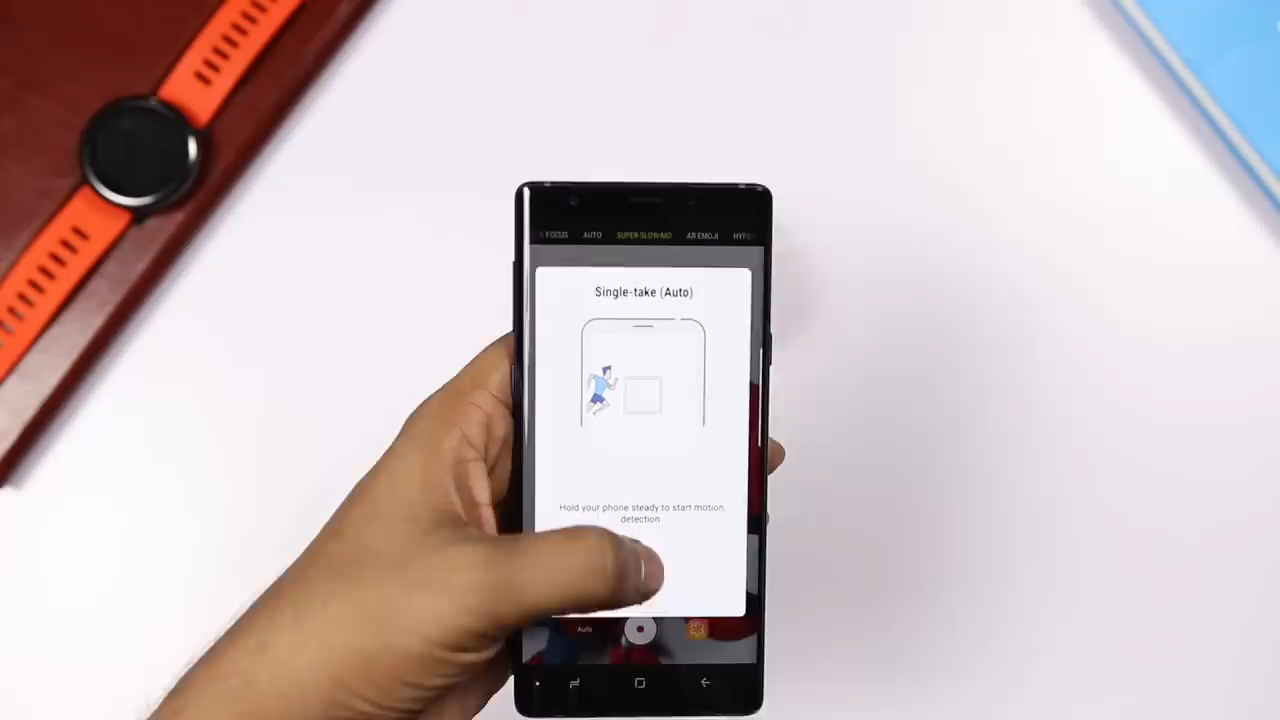 FOCUS AUTO SUPER SLOW-MO AR EMOJI HYPER
Single-take (Auto)
Hold your phone steady to start motion
detection
Auto